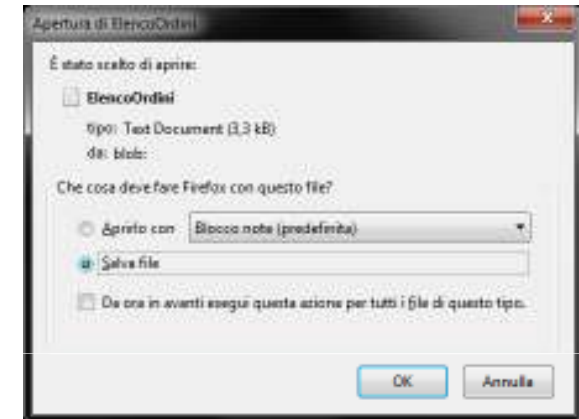 Apertura di ElencoOrdini
È stato scelto di aprire:
ElencoOrdini
tipo: Text Document (3,3 kB)
da: blob:
Che cosa deve fare Firefox con questo file?
Aprirlo con Blocco note (predefinita)
Salva file
Da ora in avanti esegui questa azione per tutti i file di questo tipo.
OK Annulla